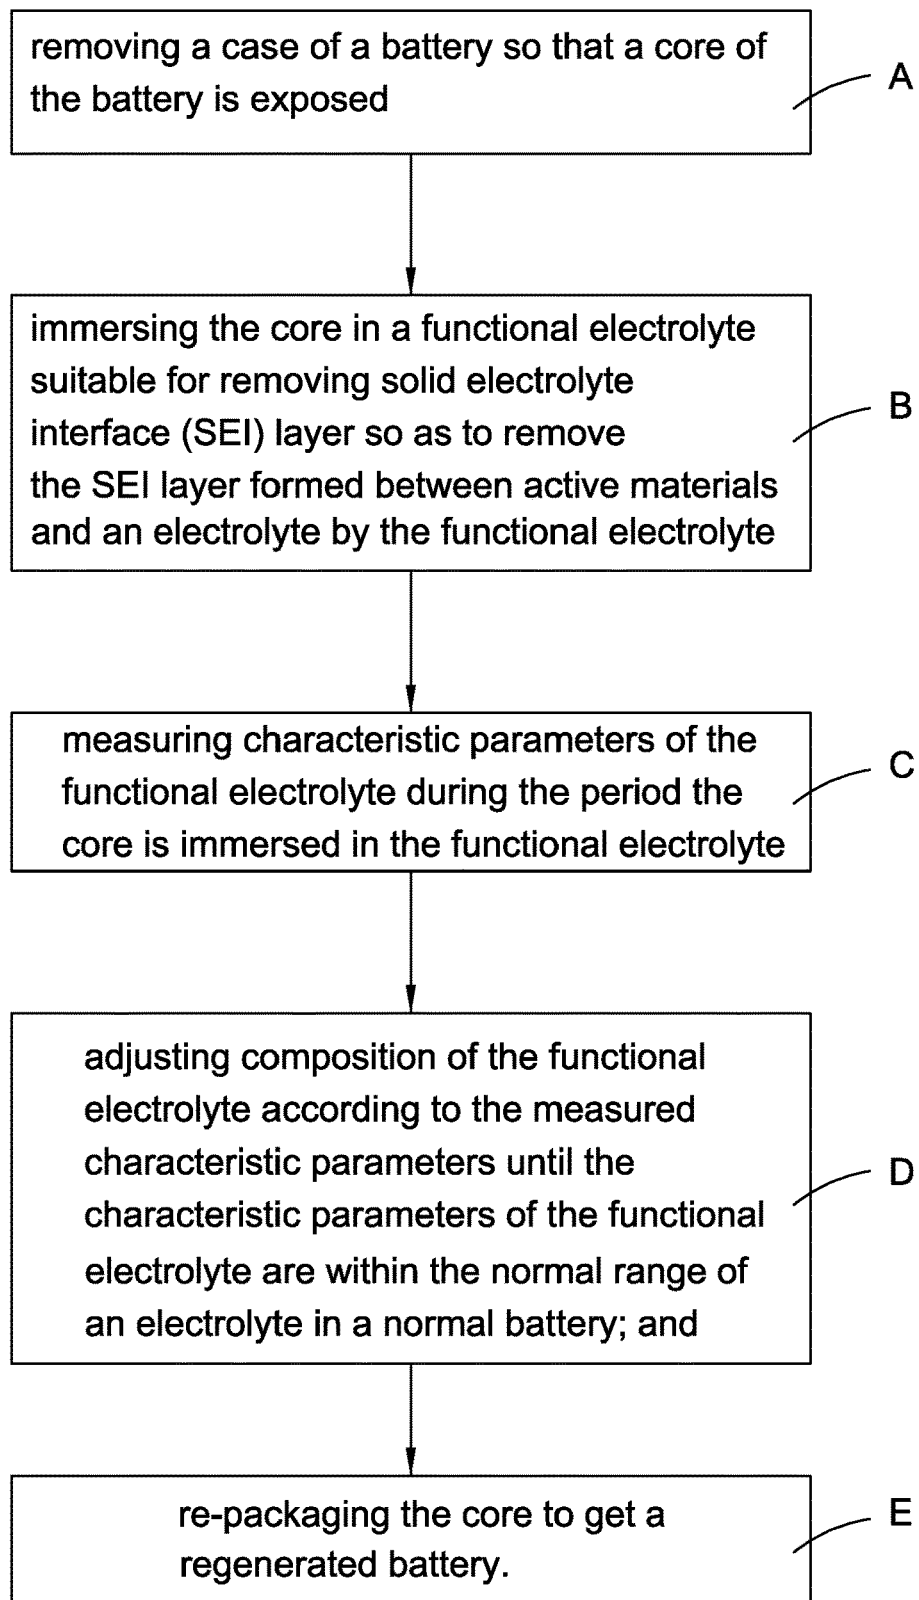 removing a case of a battery so that a core of
the battery is exposed
A
immersing the core in a functional electrolyte
suitable for removing solid electrolyte
interface (SEI) layer so as to remove
the SEI layer formed between active materials
and an electrolyte by the functional electrolyte
B
measuring characteristic parameters of the
functional electrolyte during the period the
core is immersed in the functional electrolyte
C
adjusting composition of the functional
electrolyte according to the measured
characteristic parameters until the
characteristic parameters of the functional
electrolyte are within the normal range of
an electrolyte in a normal battery; and
D
re-packaging the core to get a
regenerated battery.
E